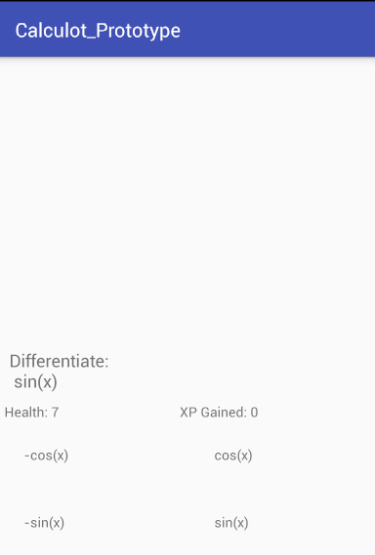 Calculot_Prototype
Differentiate:
sin(x)
Health: 7 XP Gained: 0
-cos(x) cos(x)
-sin(x) sin(x)